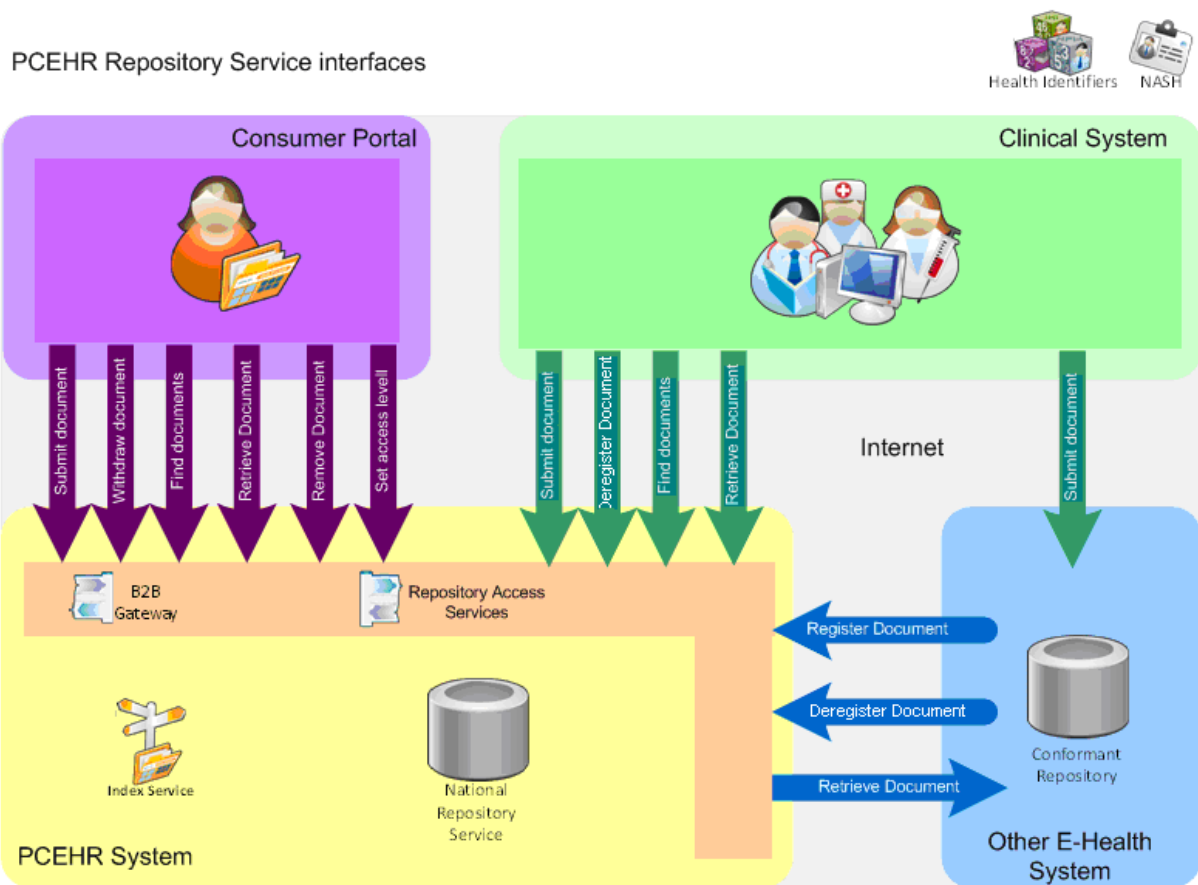 PCEHR Repository Service interfaces
Health Identifiers
NASH
Consumer Portal
Clinical System
Submit document
Withdraw document
Find documents
Retrieve Document
Remove Document
Set access levell
Submit document
Deregister Document
Find documents
Retrieve Document
Internet
Submit document
B2B
Gateway
Repository Access
Services
Register Document
Deregister Document
Retrieve Document
Conformant
Repository
Index Service
National
Repository
Service
PCEHR System
Other E-Health
System